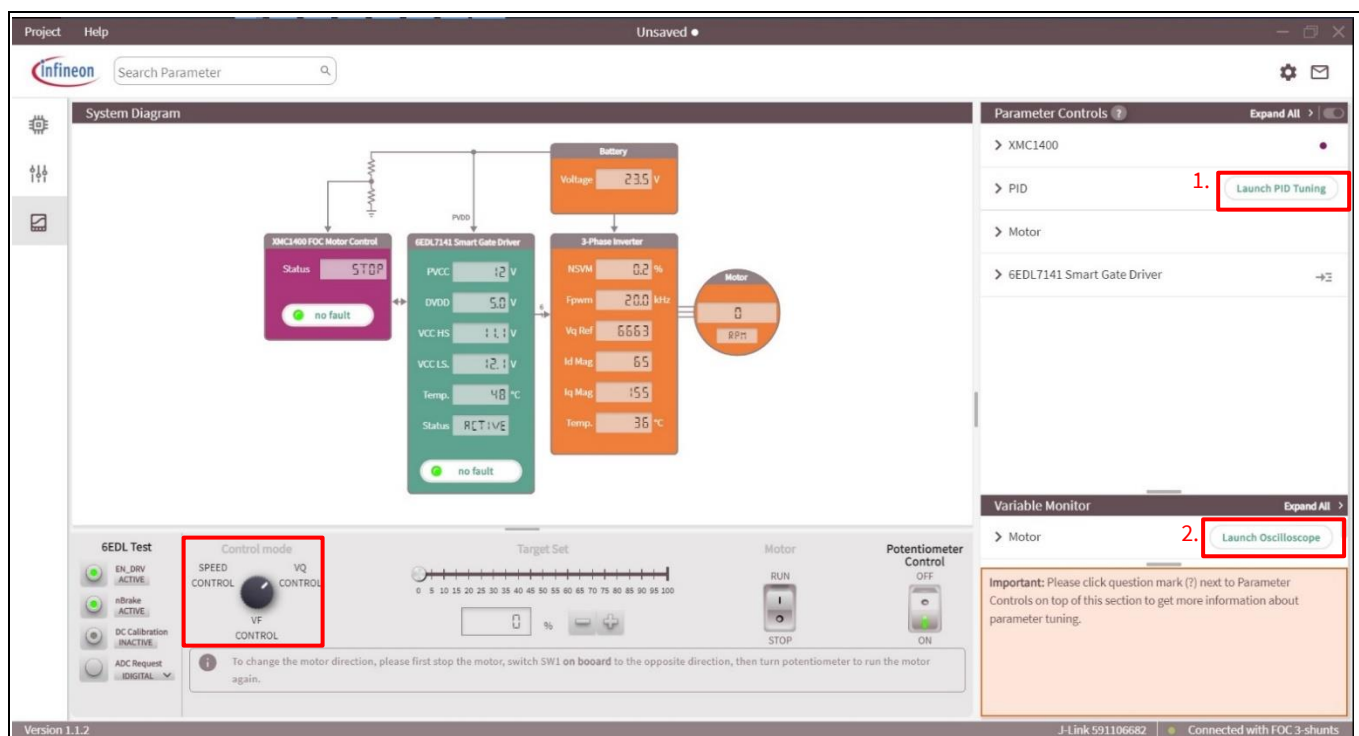 Project Help Unsaved ●
infineon Search Parameter
System Diagram
Parameter Controls ? Expand All >
XMC1400
1.
PID Launch PID Tuning
Motor
6EDL7141 Smart Gate Driver
Battery
Voltage 23.5 V
PVDD
XMC1400 FOC Motor Control
Status STOP
no fault
6EDL7141 Smart Gate Driver
PVCC 12 V
DVDD 5.0 V
VCC HS 11.1 V
VCC LS. 12.1 V
Temp. 48 °C
Status ACTIVE
no fault
6
3-Phase Inverter
NSVM 0.2 %
Fpwm 20.0 kHz
Vq Ref 6663
Id Mag 65
Iq Mag 155
Temp. 36 °C
Motor
0
RPM
Variable Monitor Expand All >
2.
Motor Launch Oscilloscope
Important: Please click question mark (?) next to Parameter
Controls on top of this section to get more information about
parameter tuning.
6EDL Test
EN_DRV
ACTIVE
nBrake
ACTIVE
DC Calibration
INACTIVE
ADC Request
IDIGITAL
Control mode
SPEED
CONTROL
VQ
CONTROL
VF
CONTROL
Target Set
0 5 10 15 20 25 30 35 40 45 50 55 60 65 70 75 80 85 90 95 100
0 %
Motor
RUN
STOP
Potentiometer
Control
OFF
ON
To change the motor direction, please first stop the motor, switch SW1 on booard to the opposite direction, then turn potentiometer to run the motor
again.
Version 1.1.2 J-Link 591106682 Connected with FOC 3-shunts